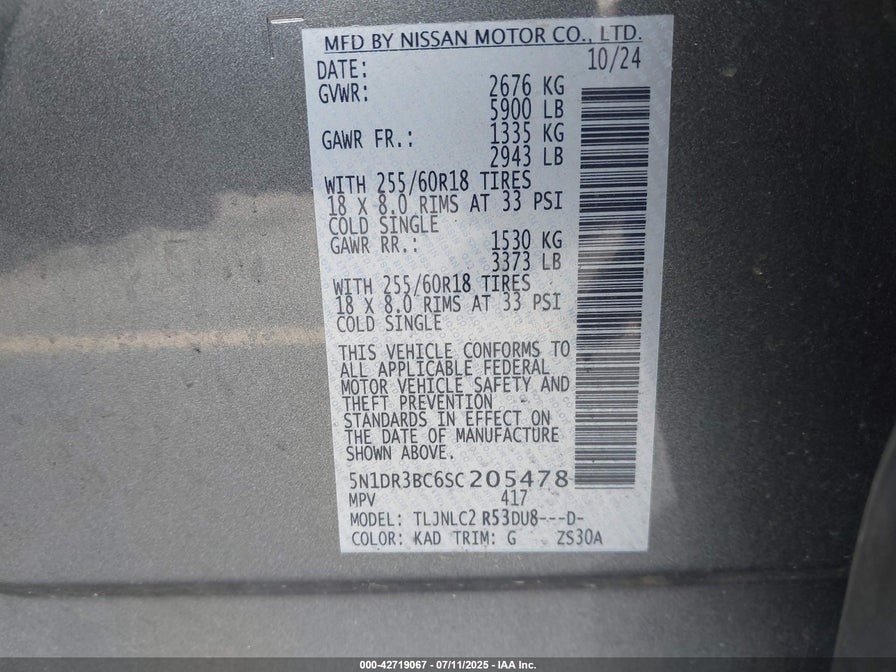 MFD BY NISSAN MOTOR CO., LTD.
DATE: 10/24
GVWR: 2676 KG
5900 LB
GAWR FR.: 1335 KG
2943 LB
WITH 255/60R18 TIRES
18 X 8.0 RIMS AT 33 PSI
COLD SINGLE
GAWR RR.: 1530 KG
3373 LB
WITH 255/60R18 TIRES
18 X 8.0 RIMS AT 33 PSI
COLD SINGLE
THIS VEHICLE CONFORMS TO
ALL APPLICABLE FEDERAL
MOTOR VEHICLE SAFETY AND
THEFT PREVENTION
STANDARDS IN EFFECT ON
THE DATE OF MANUFACTURE
SHOWN ABOVE.
5N1DR3BC6SC205478
MPV 417
MODEL: TLJNLC2 R53DU8---D-
COLOR: KAD TRIM: G ZS30A
000-42719067 - 07/11/2025 - IAA Inc.